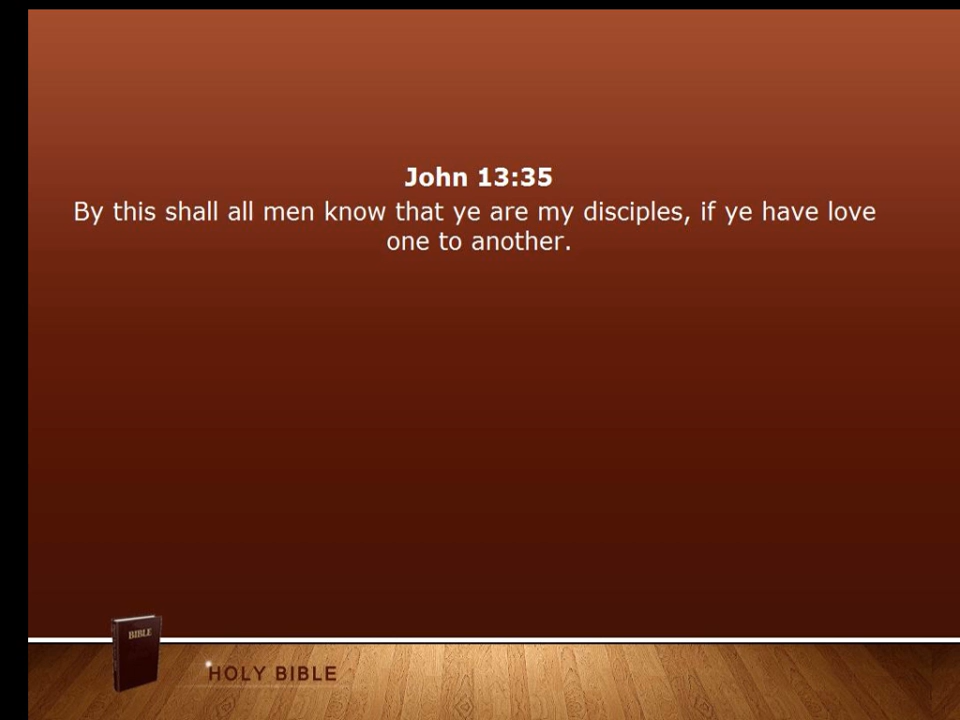 John 13:35
By this shall all men know that ye are my disciples, if ye have love
one to another.
BIBLE
HOLY BIBLE